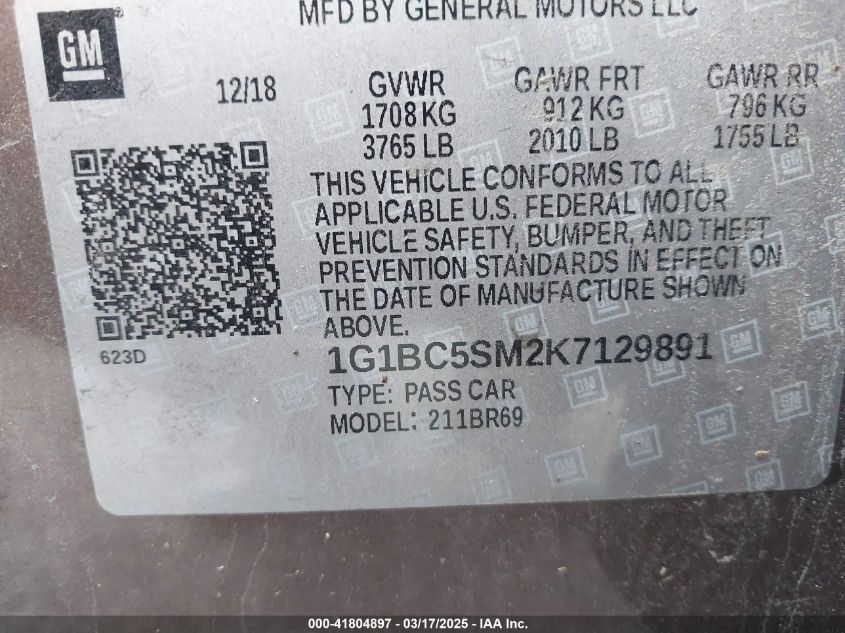 MFD BY GENERAL MOTORS LLC
GM
12/18
GVWR GAWR FRT GAWR RR
1708 KG 912 KG 796 KG
3765 LB 2010 LB 1755 LB
THIS VEHICLE CONFORMS TO ALL
APPLICABLE U.S. FEDERAL MOTOR
VEHICLE SAFETY, BUMPER, AND THEFT
PREVENTION STANDARDS IN EFFECT ON
THE DATE OF MANUFACTURE SHOWN
ABOVE.
623D
1G1BC5SM2K7129891
TYPE: PASS CAR
MODEL: 211BR69
000-41804897 - 03/17/2025 - IAA Inc.